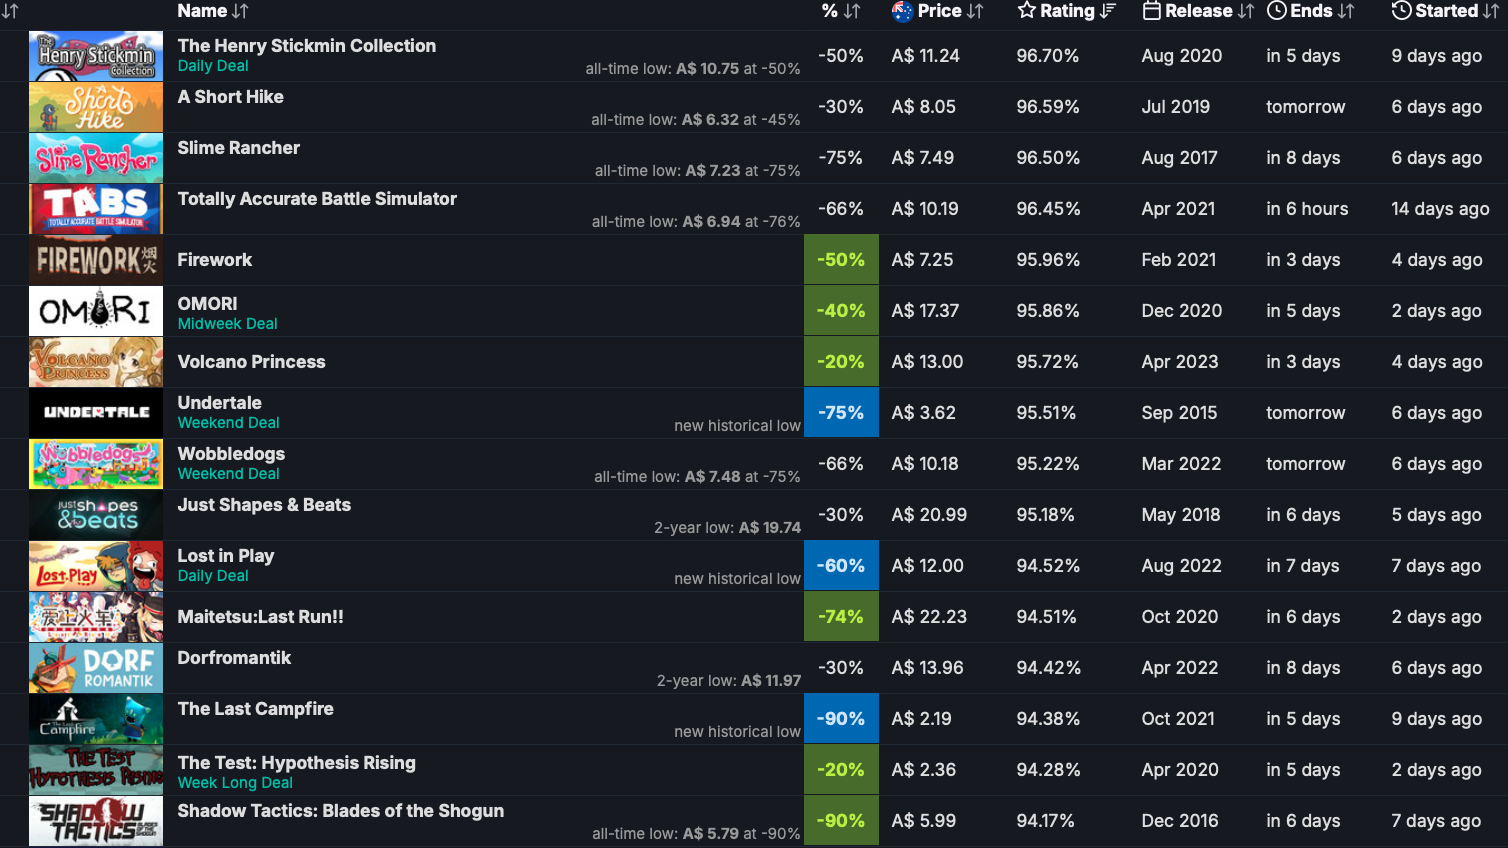 Name % Price Rating Release Ends Started
The Henry Stickmin Collection
The Henry Stickmin Collection
Daily Deal
all-time low: A$ 10.75 at -50%
-50% A$ 11.24 96.70% Aug 2020 in 5 days 9 days ago
A Short Hike
A Short Hike
all-time low: A$ 6.32 at -45%
-30% A$ 8.05 96.59% Jul 2019 tomorrow 6 days ago
Slime Rancher
Slime Rancher
all-time low: A$ 7.23 at -75%
-75% A$ 7.49 96.50% Aug 2017 in 8 days 6 days ago
TABS
TOTALLY ACCURATE BATTLE SIMULATOR
Totally Accurate Battle Simulator
all-time low: A$ 6.94 at -76%
-66% A$ 10.19 96.45% Apr 2021 in 6 hours 14 days ago
FIREWORK 烟火
Firework
-50% A$ 7.25 95.96% Feb 2021 in 3 days 4 days ago
OMORI
OMORI
Midweek Deal
-40% A$ 17.37 95.86% Dec 2020 in 5 days 2 days ago
VOLCANO PRINCESS
Volcano Princess
-20% A$ 13.00 95.72% Apr 2023 in 3 days 4 days ago
UNDERTALE
Undertale
Weekend Deal
new historical low
-75% A$ 3.62 95.51% Sep 2015 tomorrow 6 days ago
Wobbledogs
Wobbledogs
Weekend Deal
all-time low: A$ 7.48 at -75%
-66% A$ 10.18 95.22% Mar 2022 tomorrow 6 days ago
just shapes & beats
Just Shapes & Beats
2-year low: A$ 19.74
-30% A$ 20.99 95.18% May 2018 in 6 days 5 days ago
LOST in PLAY
Lost in Play
Daily Deal
new historical low
-60% A$ 12.00 94.52% Aug 2022 in 7 days 7 days ago
爱上火车
Maitetsu:Last Run!!
-74% A$ 22.23 94.51% Oct 2020 in 6 days 2 days ago
DORF
ROMANTIK
Dorfromantik
2-year low: A$ 11.97
-30% A$ 13.96 94.42% Apr 2022 in 8 days 6 days ago
The Last Campfire
The Last Campfire
new historical low
-90% A$ 2.19 94.38% Oct 2021 in 5 days 9 days ago
THE TEST
HYPOTHESIS RISING
The Test: Hypothesis Rising
Week Long Deal
-20% A$ 2.36 94.28% Apr 2020 in 5 days 2 days ago
SHADOW
TACTICS BLADES OF THE SHOGUN
Shadow Tactics: Blades of the Shogun
all-time low: A$ 5.79 at -90%
-90% A$ 5.99 94.17% Dec 2016 in 6 days 7 days ago